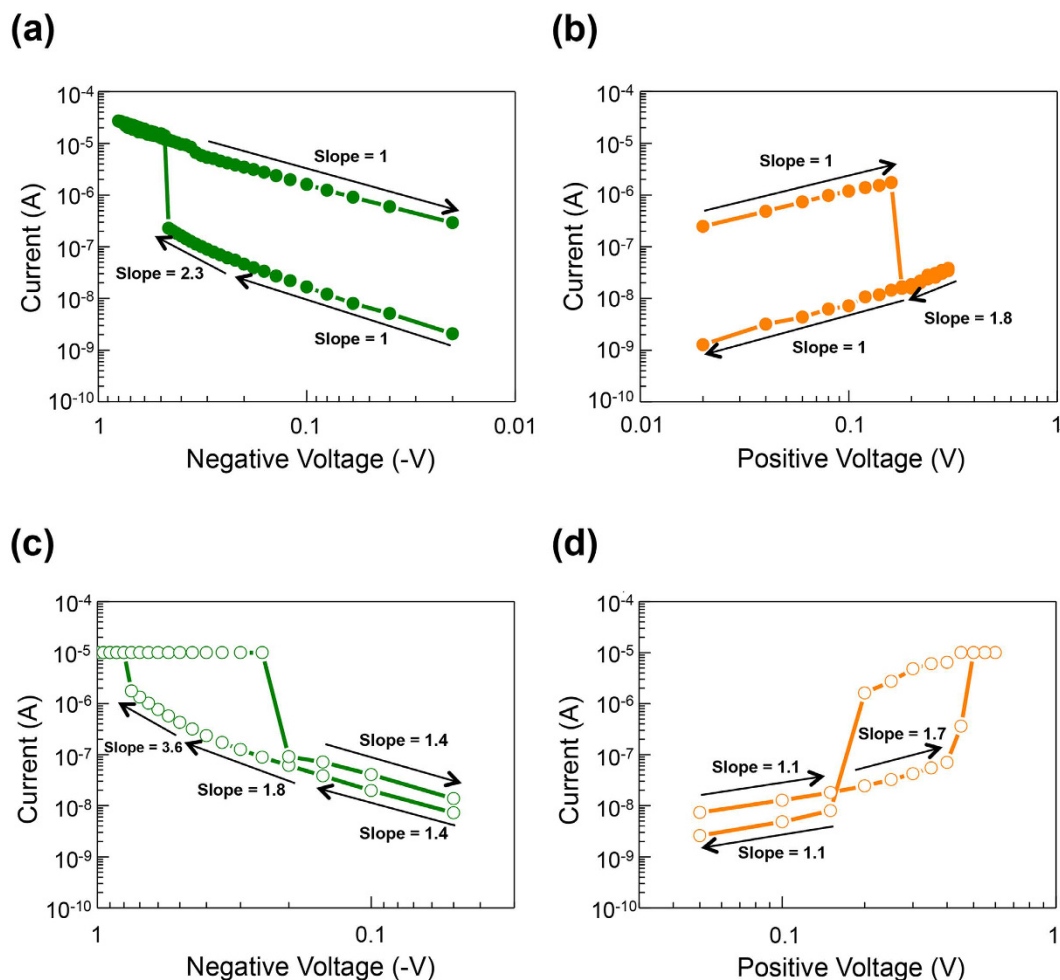 (a)
Current (A)
10⁻⁴
10⁻⁵
10⁻⁶
10⁻⁷
10⁻⁸
10⁻⁹
10⁻¹⁰
Slope = 1
Slope = 2.3
Slope = 1
1
0.1
0.01
Negative Voltage (-V)
(b)
Current (A)
10⁻⁴
10⁻⁵
10⁻⁶
10⁻⁷
10⁻⁸
10⁻⁹
10⁻¹⁰
Slope = 1
Slope = 1.8
Slope = 1
0.01
0.1
1
Positive Voltage (V)
(c)
Current (A)
10⁻⁴
10⁻⁵
10⁻⁶
10⁻⁷
10⁻⁸
10⁻⁹
10⁻¹⁰
Slope = 1.4
Slope = 3.6
Slope = 1.8
Slope = 1.4
1
0.1
Negative Voltage (-V)
(d)
Current (A)
10⁻⁴
10⁻⁵
10⁻⁶
10⁻⁷
10⁻⁸
10⁻⁹
10⁻¹⁰
Slope = 1.7
Slope = 1.1
Slope = 1.1
0.1
1
Positive Voltage (V)